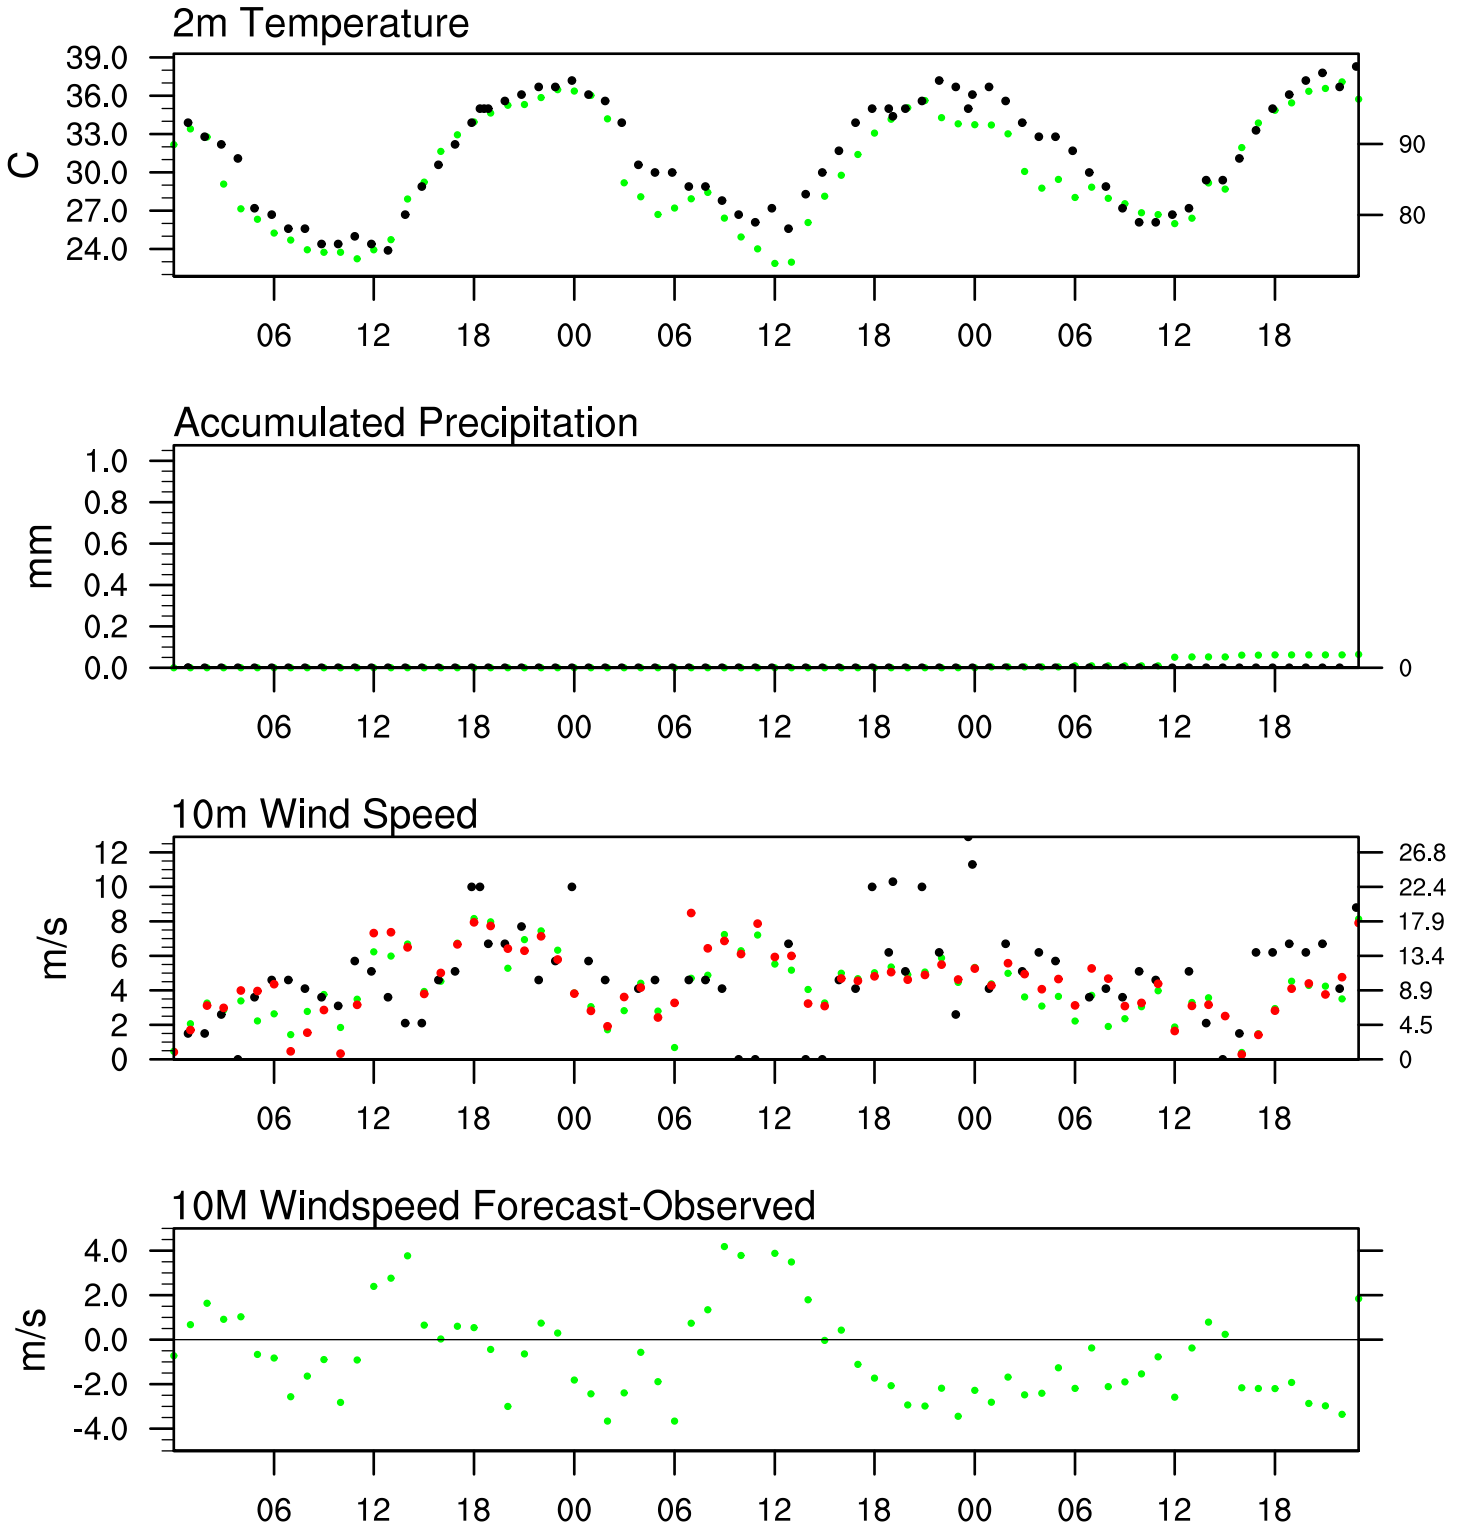 2m Temperature
39.0
36.0
33.0
30.0
27.0
24.0
C
90
80
06 12 18 00 06 12 18 00 06 12 18
Accumulated Precipitation
1.0
0.8
0.6
0.4
0.2
0.0
mm
0
06 12 18 00 06 12 18 00 06 12 18
10m Wind Speed
12
10
8
6
4
2
0
m/s
26.8
22.4
17.9
13.4
8.9
4.5
0
06 12 18 00 06 12 18 00 06 12 18
10M Windspeed Forecast-Observed
4.0
2.0
0.0
-2.0
-4.0
m/s
06 12 18 00 06 12 18 00 06 12 18